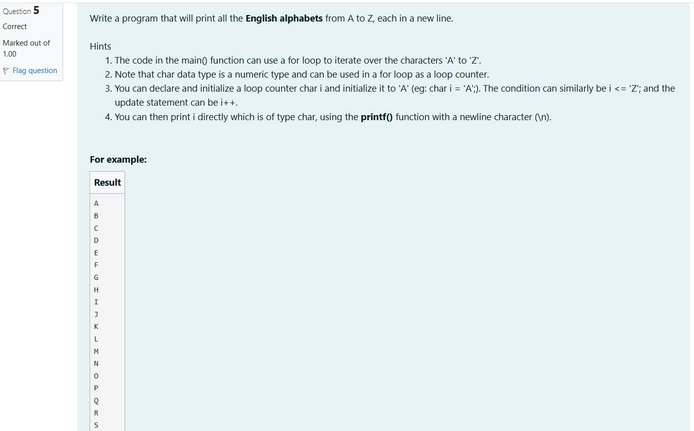 Question 5
Correct
Marked out of
1.00
Flag question
Write a program that will print all the English alphabets from A to Z, each in a new line.
Hints
1. The code in the main() function can use a for loop to iterate over the characters 'A' to 'Z'.
2. Note that char data type is a numeric type and can be used in a for loop as a loop counter.
3. You can declare and initialize a loop counter char i and initialize it to 'A' (eg: char i = 'A';). The condition can similarly be i <= 'Z'; and the
update statement can be i++.
4. You can then print i directly which is of type char, using the printf() function with a newline character (\n).
For example:
Result
A
B
C
D
E
F
G
H
I
J
K
L
M
N
O
P
Q
R
S